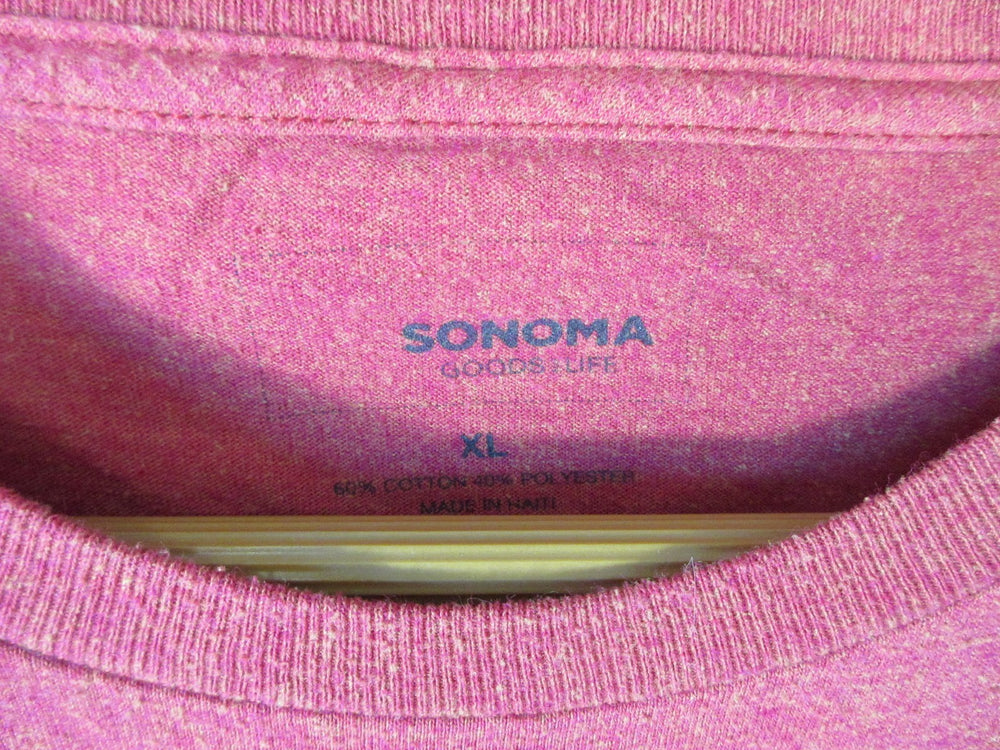 SONOMA
GOODS FOR LIFE
XL
60% COTTON 40% POLYESTER
MADE IN HAITI